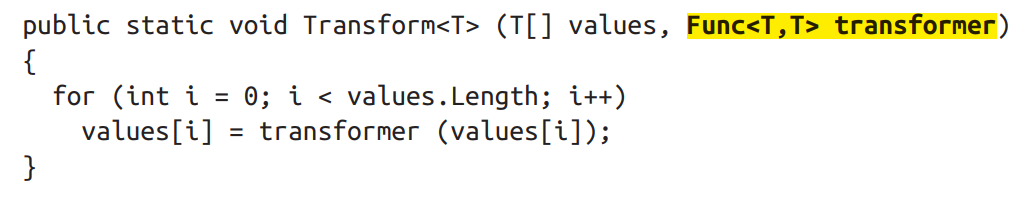 public static void Transform<T> (T[] values, Func<T,T> transformer)
{
  for (int i = 0; i < values.Length; i++)
    values[i] = transformer (values[i]);
}